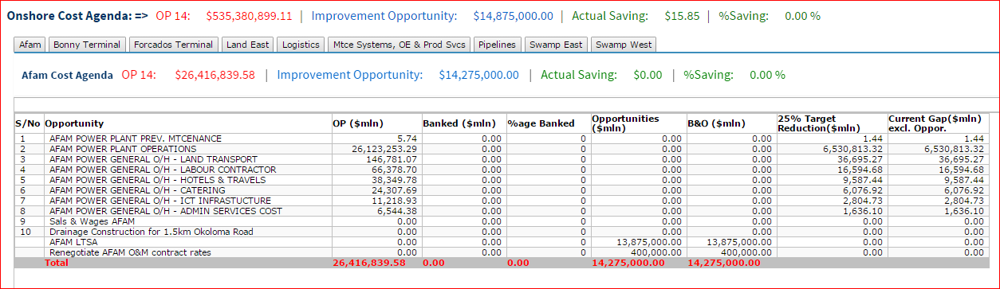 Onshore Cost Agenda: => OP 14: $535,380,899.11 | Improvement Opportunity: $14,875,000.00 | Actual Saving: $15.85 | %Saving: 0.00 %
Afam Bonny Terminal Forcados Terminal Land East Logistics Mtce Systems, OE & Prod Svcs Pipelines Swamp East Swamp West
Afam Cost Agenda OP 14: $26,416,839.58 | Improvement Opportunity: $14,275,000.00 | Actual Saving: $0.00 | %Saving: 0.00 %
S/No Opportunity OP ($mln) Banked ($mln) %age Banked Opportunities ($mln) B&O ($mln) 25% Target Reduction($mln) Current Gap($mln) excl. Oppor.
1 AFAM POWER PLANT PREV. MTCENANCE 5.74 0.00 0 0.00 0.00 1.44 1.44
2 AFAM POWER PLANT OPERATIONS 26,123,253.29 0.00 0 0.00 0.00 6,530,813.32 6,530,813.32
3 AFAM POWER GENERAL O/H - LAND TRANSPORT 146,781.07 0.00 0 0.00 0.00 36,695.27 36,695.27
4 AFAM POWER GENERAL O/H - LABOUR CONTRACTOR 66,378.70 0.00 0 0.00 0.00 16,594.68 16,594.68
5 AFAM POWER GENERAL O/H - HOTELS & TRAVELS 38,349.78 0.00 0 0.00 0.00 9,587.44 9,587.44
6 AFAM POWER GENERAL O/H - CATERING 24,307.69 0.00 0 0.00 0.00 6,076.92 6,076.92
7 AFAM POWER GENERAL O/H - ICT INFRASTUCTURE 11,218.93 0.00 0 0.00 0.00 2,804.73 2,804.73
8 AFAM POWER GENERAL O/H - ADMIN SERVICES COST 6,544.38 0.00 0 0.00 0.00 1,636.10 1,636.10
9 Sals & Wages AFAM 0.00 0.00 0 0.00 0.00 0.00 0.00
10 Drainage Construction for 1.5km Okoloma Road 0.00 0.00 0 0.00 0.00 0.00 0.00
AFAM LTSA 0.00 0.00 0 13,875,000.00 13,875,000.00 0.00 0.00
Renegotiate AFAM O&M contract rates 0.00 0.00 0 400,000.00 400,000.00 0.00 0.00
Total 26,416,839.58 0.00 0.00 14,275,000.00 14,275,000.00